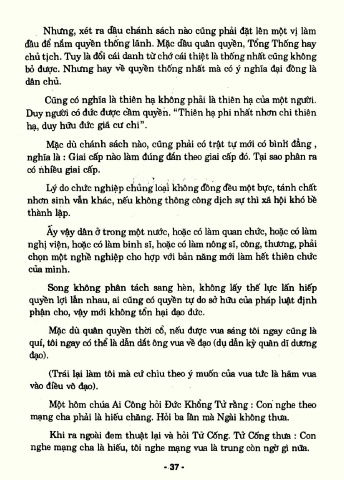 Nhưng, xét ra dầu chánh sách nào cũng phải đặt lên một vị làm
đầu để nắm quyền thống lãnh. Mặc dầu quân quyền, Tổng Thống hay
chủ tịch. Tuy là đổi cái danh từ chớ cái thiệt là thống nhất cũng không
bỏ được. Nhưng hay về quyền thống nhất mà có ý nghĩa đại đồng là
dân chủ.
Cũng có nghĩa là thiên hạ không phải là thiên hạ của một người.
Duy người có đức được cầm quyền. “Thiên hạ phi nhất nhơn chi thiên
hạ, duy hữu đức giã cư chi”.
Mặc dù chánh sách nào, cũng phải có trật tự mới có bình đẳng ,
nghĩa là : Giai cấp nào làm đúng đắn theo giai cấp đó. Tại sao phân ra
có nhiều giai cấp.
Lý do chức nghiệp chủng loại không đồng đều một bực, tánh chất
nhơn sinh vẫn khác, nếu không thông công dịch sự thì xã hội khó bề
thành lập.
Ấy vậy dân ở trong một nước, hoặc có làm quan chức, hoặc có làm
nghị viện, hoặc có làm binh sĩ, hoặc có làm nông sĩ, công, thương, phải
chọn một nghề nghiệp cho hợp với bản năng mới làm hết thiên chức
của mình.
Song không phân tách sang hèn, không lấy thế lực lấn hiếp
quyền lợi lẫn nhau, ai cũng có quyền tự do sở hữu của pháp luật định
phận cho, vậy mới không tổn hại đạo đức.
Mặc dù quân quyền thời cổ, nếu được vua sáng tôi ngay cũng là
quí, tôi ngay có thể là dẫn dắt ông vua về đạo (dụ dẫn kỳ quân dĩ dương
đạo).
(Trái lại làm tôi mà cứ chìu theo ý muốn của vua tức là hãm vua
vào điều vô đạo).
Một hôm chúa Ai Công hỏi Đức Khổng Tử rằng : Con nghe theo
mạng cha phải là hiếu chăng. Hỏi ba lần mà Ngài không thưa.
Khi ra ngoài đem thuật lại và hỏi Tử Cống. Tử Cống thưa : Con
nghe mạng cha là hiếu, tôi nghe mạng vua là trung còn ngờ gì nữa.
- 37 -